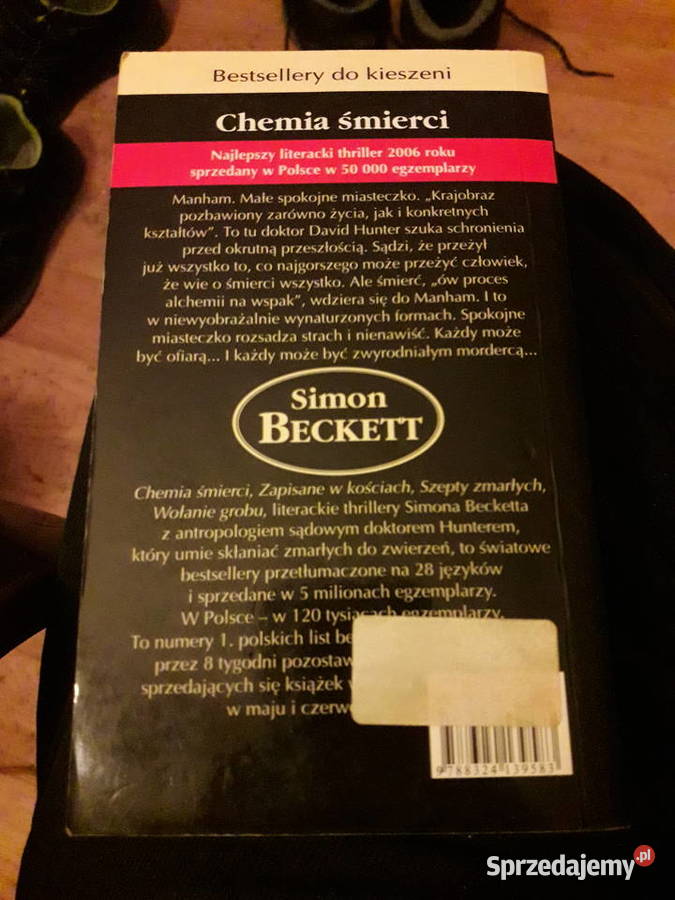 Bestsellery do kieszeni
Chemia śmierci
Najlepszy literacki thriller 2006 roku
sprzedany w Polsce w 50 000 egzemplarzy
Manham. Małe spokojne miasteczko. „Krajobraz
pozbawiony zarówno życia, jak i konkretnych
kształtów”. To tu doktor David Hunter szuka schronienia
przed okrutną przeszłością. Sądzi, że przeżył
już wszystko to, co najgorszego może przeżyć człowiek,
że wie o śmierci wszystko. Ale śmierć, „ów proces
alchemii na wspak”, wdziera się do Manham. I to
w niewyobrażalnie wynaturzonych formach. Spokojne
miasteczko rozsadza strach i nienawiść. Każdy może
być ofiarą... I każdy może być zwyrodniałym mordercą...
Simon
BECKETT
Chemia śmierci, Zapisane w kościach, Szepty zmarłych,
Wołanie grobu, literackie thrillery Simona Becketta
z antropologiem sądowym doktorem Hunterem,
który umie skłaniać zmarłych do zwierzeń, to światowe
bestsellery przetłumaczone na 28 języków
i sprzedane w 5 milionach egzemplarzy.
W Polsce – w 120 tysiącach egzemplarzy.
To numery 1. polskich list
przez 8 tygodni
sprzedających się książek
w maju i
9788324139583
Sprzedajemy.pl